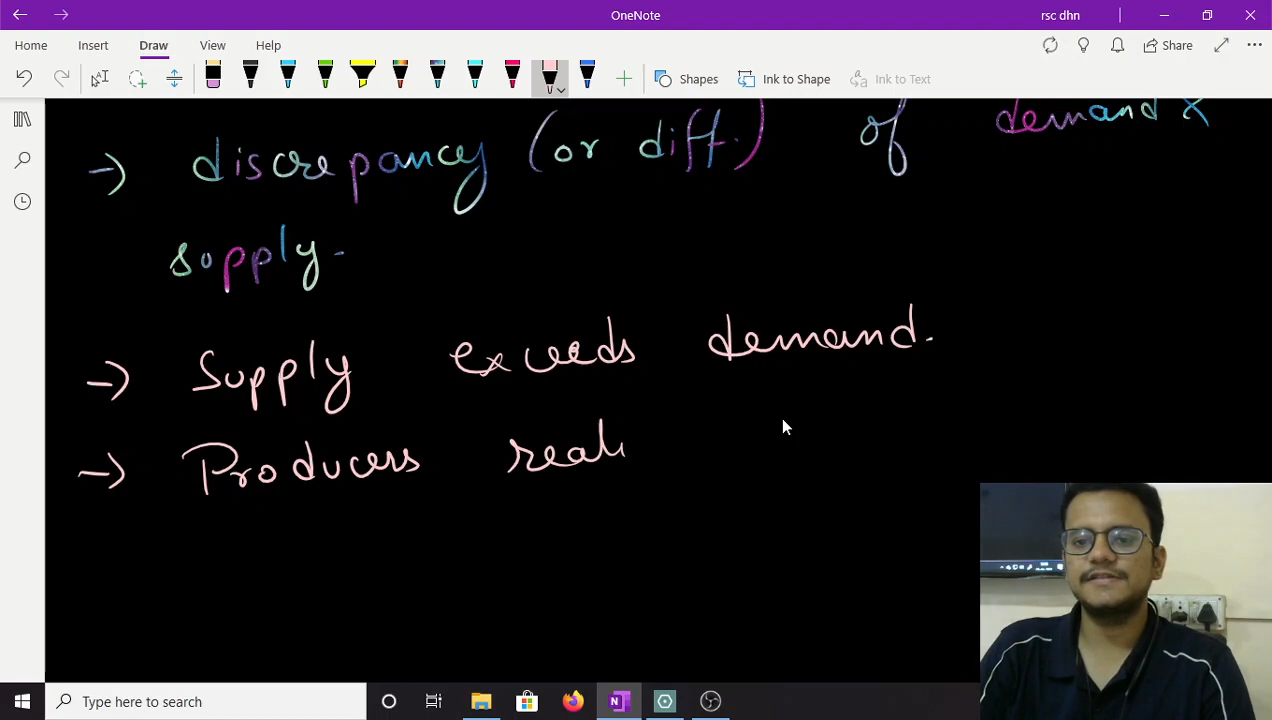 OneNote
rsc dhn
Home Insert Draw View Help
Share
Shapes
Ink to Shape
Ink to Text
demand &
→ discrepancy (or diff.) of
supply.
→ Supply exceeds demand.
→ Producers real
Type here to search